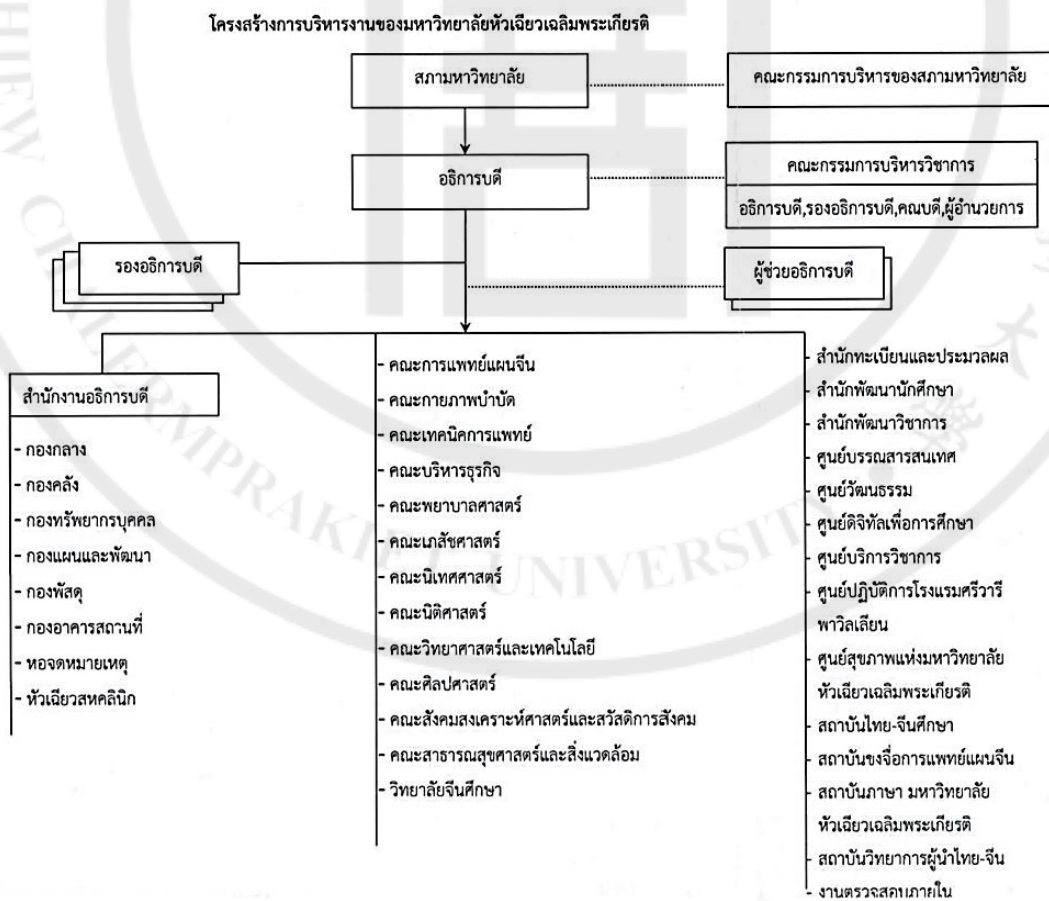 โครงสร้างการบริหารงานของมหาวิทยาลัยหัวเฉียวเฉลิมพระเกียรติ
สภามหาวิทยาลัย
คณะกรรมการบริหารของสภามหาวิทยาลัย
อธิการบดี
คณะกรรมการบริหารวิชาการ
อธิการบดี,รองอธิการบดี,คณบดี,ผู้อำนวยการ
รองอธิการบดี
ผู้ช่วยอธิการบดี
สำนักงานอธิการบดี
- กองกลาง
- กองคลัง
- กองทรัพยากรบุคคล
- กองแผนและพัฒนา
- กองพัสดุ
- กองอาคารสถานที่
- หอจดหมายเหตุ
- หัวเฉียวสหคลินิก
- คณะการแพทย์แผนจีน
- คณะกายภาพบำบัด
- คณะเทคนิคการแพทย์
- คณะบริหารธุรกิจ
- คณะพยาบาลศาสตร์
- คณะเภสัชศาสตร์
- คณะนิเทศศาสตร์
- คณะนิติศาสตร์
- คณะวิทยาศาสตร์และเทคโนโลยี
- คณะศิลปศาสตร์
- คณะสังคมสงเคราะห์ศาสตร์และสวัสดิการสังคม
- คณะสาธารณสุขศาสตร์และสิ่งแวดล้อม
- วิทยาลัยจีนศึกษา
- สำนักทะเบียนและประมวลผล
- สำนักพัฒนานักศึกษา
- สำนักพัฒนาวิชาการ
- ศูนย์บรรณสารสนเทศ
- ศูนย์วัฒนธรรม
- ศูนย์ดิจิทัลเพื่อการศึกษา
- ศูนย์บริการวิชาการ
- ศูนย์ปฏิบัติการโรงแรมศรีวารี
พาวิลเลียน
- ศูนย์สุขภาพแห่งมหาวิทยาลัย
หัวเฉียวเฉลิมพระเกียรติ
- สถาบันไทย-จีนศึกษา
- สถาบันขงจื่อการแพทย์แผนจีน
- สถาบันภาษา มหาวิทยาลัย
หัวเฉียวเฉลิมพระเกียรติ
- สถาบันวิทยาการผู้นำไทย-จีน
- งานตรวจสอบภายใน
CHALERMPRAKIET UNIVERSITY